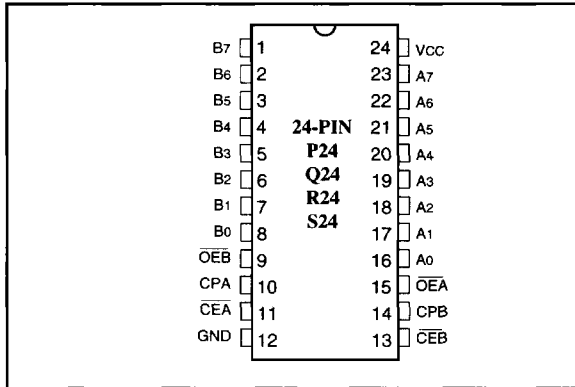 B7 1 24 VCC
B6 2 23 A7
B5 3 22 A6
B4 4 24-PIN 21 A5
B3 5 P24 20 A4
B2 6 Q24 19 A3
B1 7 R24 18 A2
B0 8 S24 17 A1
16 A0
OEB 9 15 OEA
CPA 10 14 CPB
CEA 11 13 CEB
GND 12